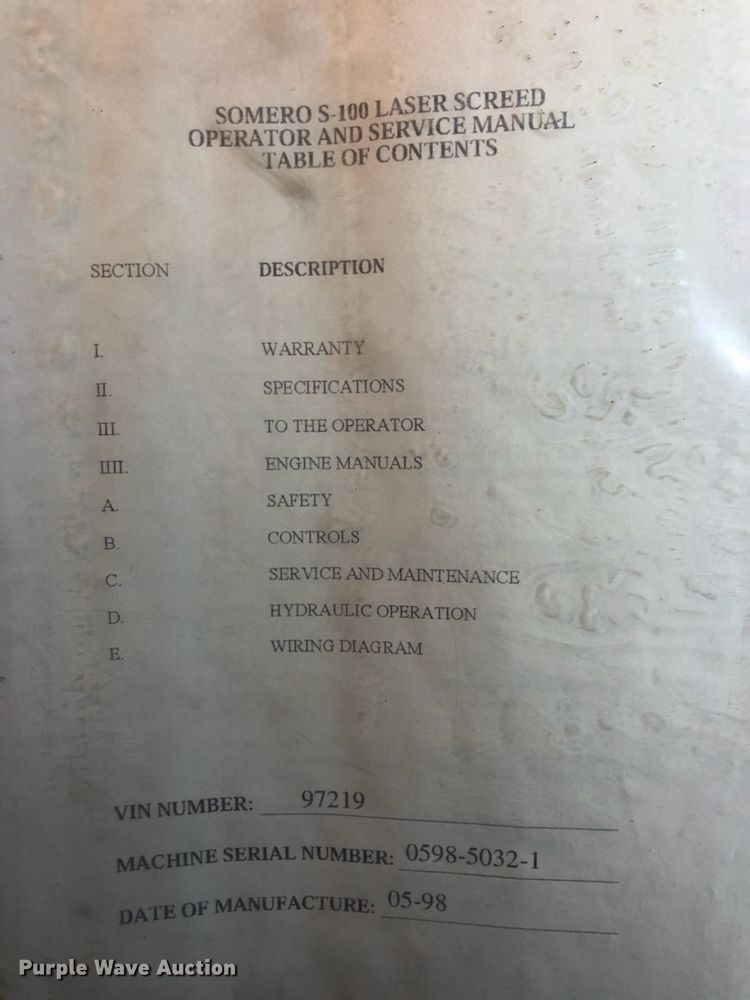 SOMERO S-100 LASER SCREED
OPERATOR AND SERVICE MANUAL
TABLE OF CONTENTS
SECTION DESCRIPTION
I. WARRANTY
II. SPECIFICATIONS
III. TO THE OPERATOR
IIII. ENGINE MANUALS
A. SAFETY
B. CONTROLS
C. SERVICE AND MAINTENANCE
D. HYDRAULIC OPERATION
E. WIRING DIAGRAM
VIN NUMBER: 97219
MACHINE SERIAL NUMBER: 0598-5032-1
DATE OF MANUFACTURE: 05-98
Purple Wave Auction